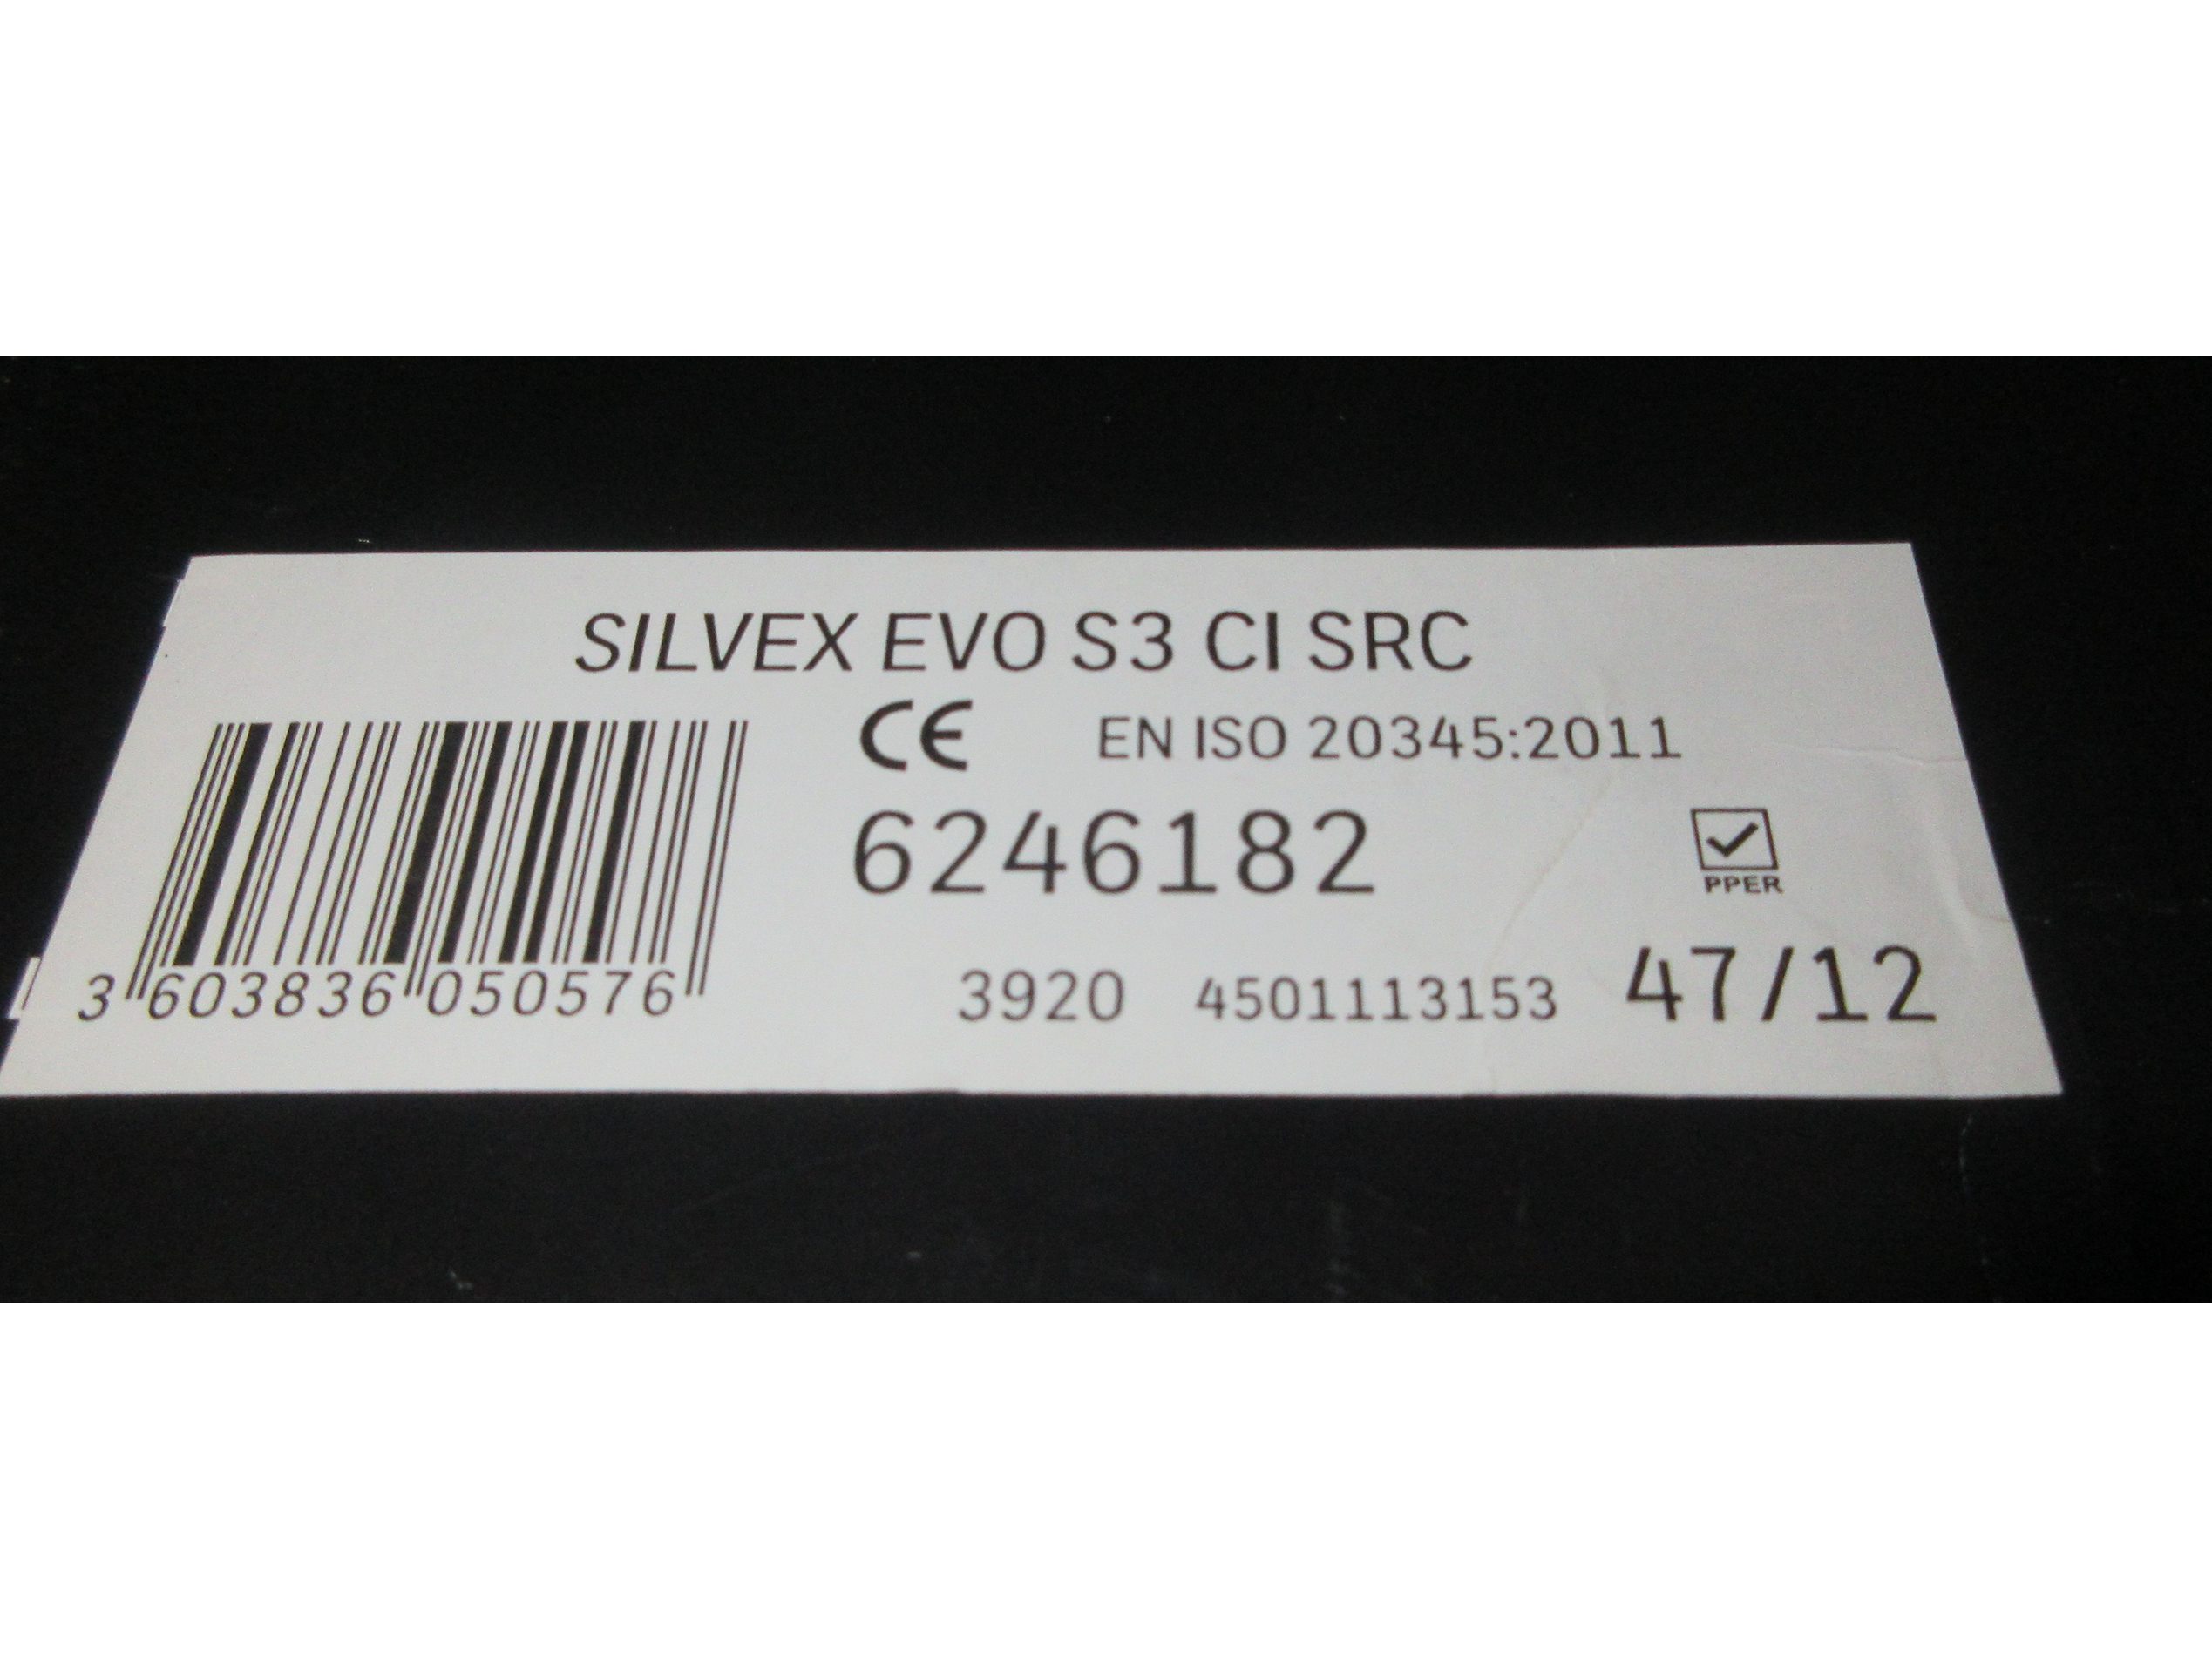 SILVEX EVO S3 CI SRC
CE EN ISO 20345:2011
6246182
PPER
3 603836 050576
3920 4501113153 47/12